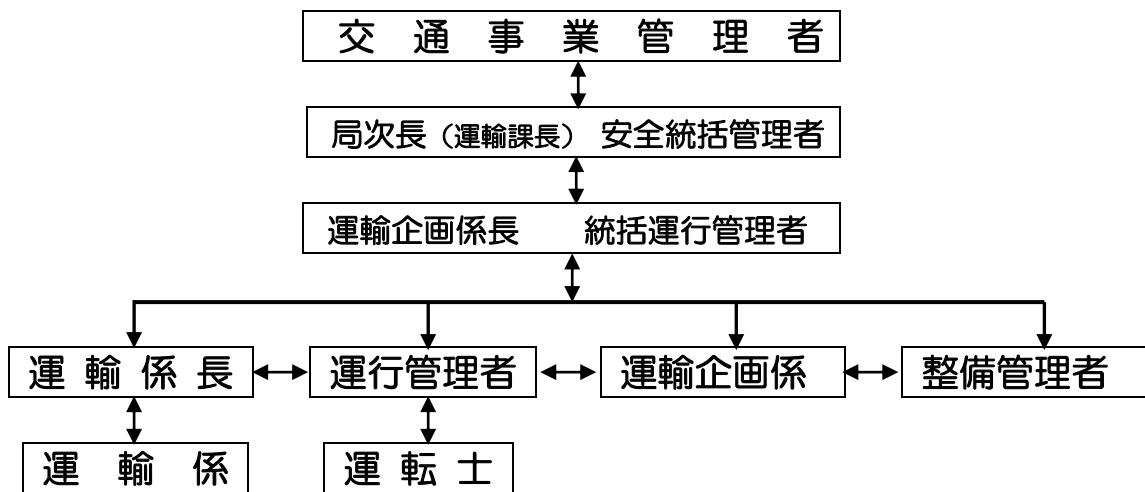 交通事業管理者
局次長（運輸課長） 安全統括管理者
運輸企画係長　統括運行管理者
運輸係長
運行管理者
運輸企画係
整備管理者
運輸係
運転士